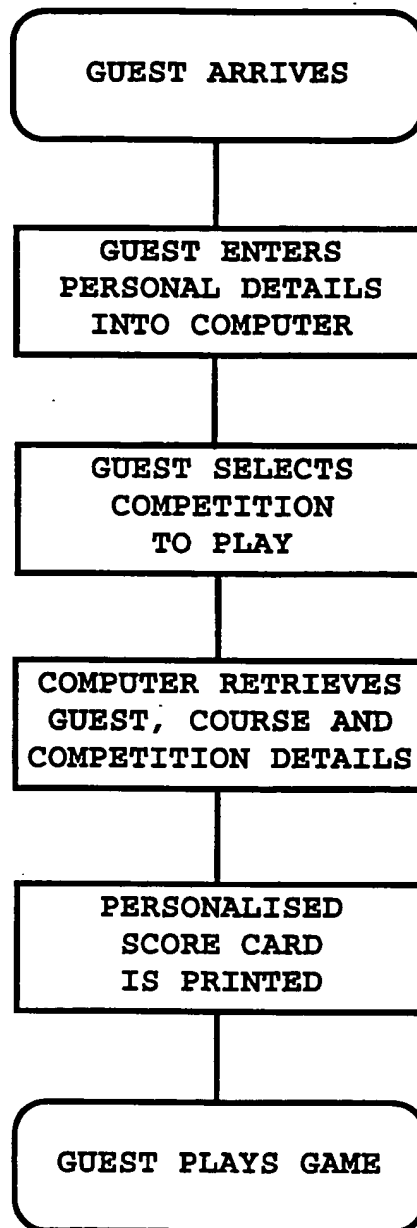 GUEST ARRIVES
GUEST ENTERS
PERSONAL DETAILS
INTO COMPUTER
GUEST SELECTS
COMPETITION
TO PLAY
COMPUTER RETRIEVES
GUEST, COURSE AND
COMPETITION DETAILS
PERSONALISED
SCORE CARD
IS PRINTED
GUEST PLAYS GAME